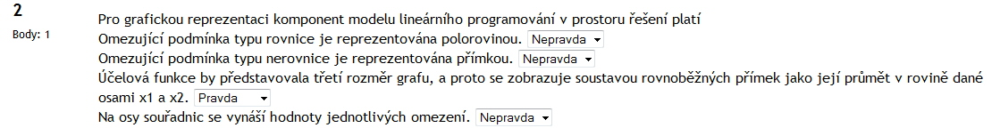 2
Body: 1
Pro grafickou reprezentaci komponent modelu lineárního programování v prostoru řešení platí
Omezující podmínka typu rovnice je reprezentována polorovinou. Nepravda
Omezující podmínka typu nerovnice je reprezentována přímkou. Nepravda
Účelová funkce by představovala třetí rozměr grafu, a proto se zobrazuje soustavou rovnoběžných přímek jako její průmět v rovině dané
osami x1 a x2. Pravda
Na osy souřadnic se vynáší hodnoty jednotlivých omezení. Nepravda